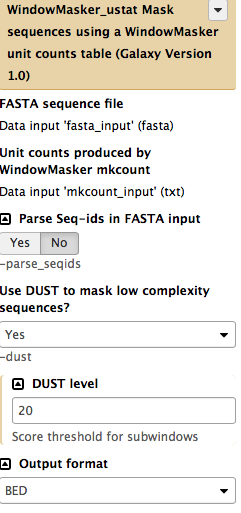 WindowMasker_ustat Mask
sequences using a WindowMasker
unit counts table (Galaxy Version
1.0)
FASTA sequence file
Data input 'fasta_input' (fasta)
Unit counts produced by
WindowMasker mkcount
Data input 'mkcount_input' (txt)
Parse Seq-ids in FASTA input
Yes No
-parse_seqids
Use DUST to mask low complexity
sequences?
Yes
-dust
DUST level
20
Score threshold for subwindows
Output format
BED